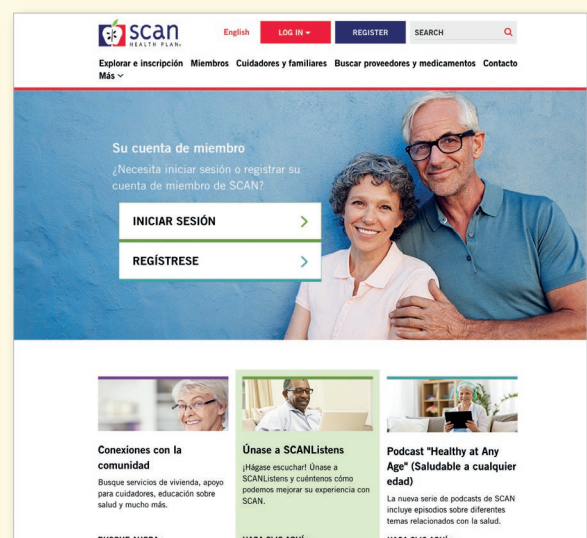 scan
HEALTH PLAN.
English
LOG IN
REGISTER
SEARCH
Explorar e inscripción Miembros Cuidadores y familiares Buscar proveedores y medicamentos Contacto
Más
Su cuenta de miembro
¿Necesita iniciar sesión o registrar su
cuenta de miembro de SCAN?
INICIAR SESIÓN
REGÍSTRESE
Conexiones con la
comunidad
Busque servicios de vivienda, apoyo
para cuidadores, educación sobre
salud y mucho más.
Únase a SCANListens
¡Hágase escuchar! Únase a
SCANListens y cuéntenos cómo
podemos mejorar su experiencia con
SCAN.
Podcast "Healthy at Any
Age" (Saludable a cualquier
edad)
La nueva serie de podcasts de SCAN
incluye episodios sobre diferentes
temas relacionados con la salud.